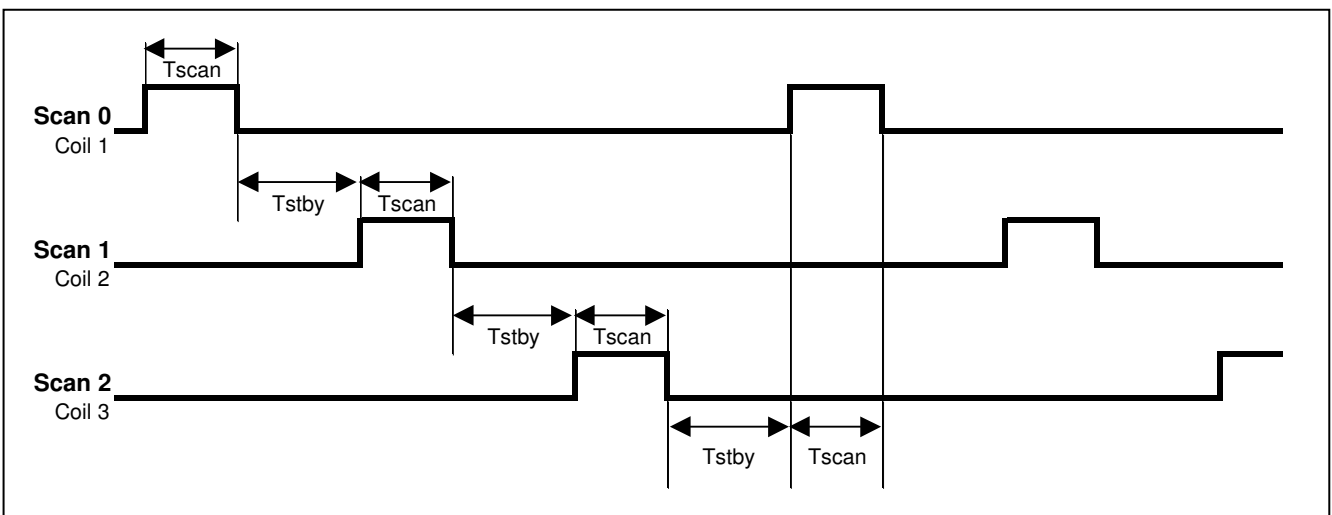 Tscan
Scan 0
Coil 1
Tstby
Tscan
Scan 1
Coil 2
Tstby
Tscan
Scan 2
Coil 3
Tstby
Tscan